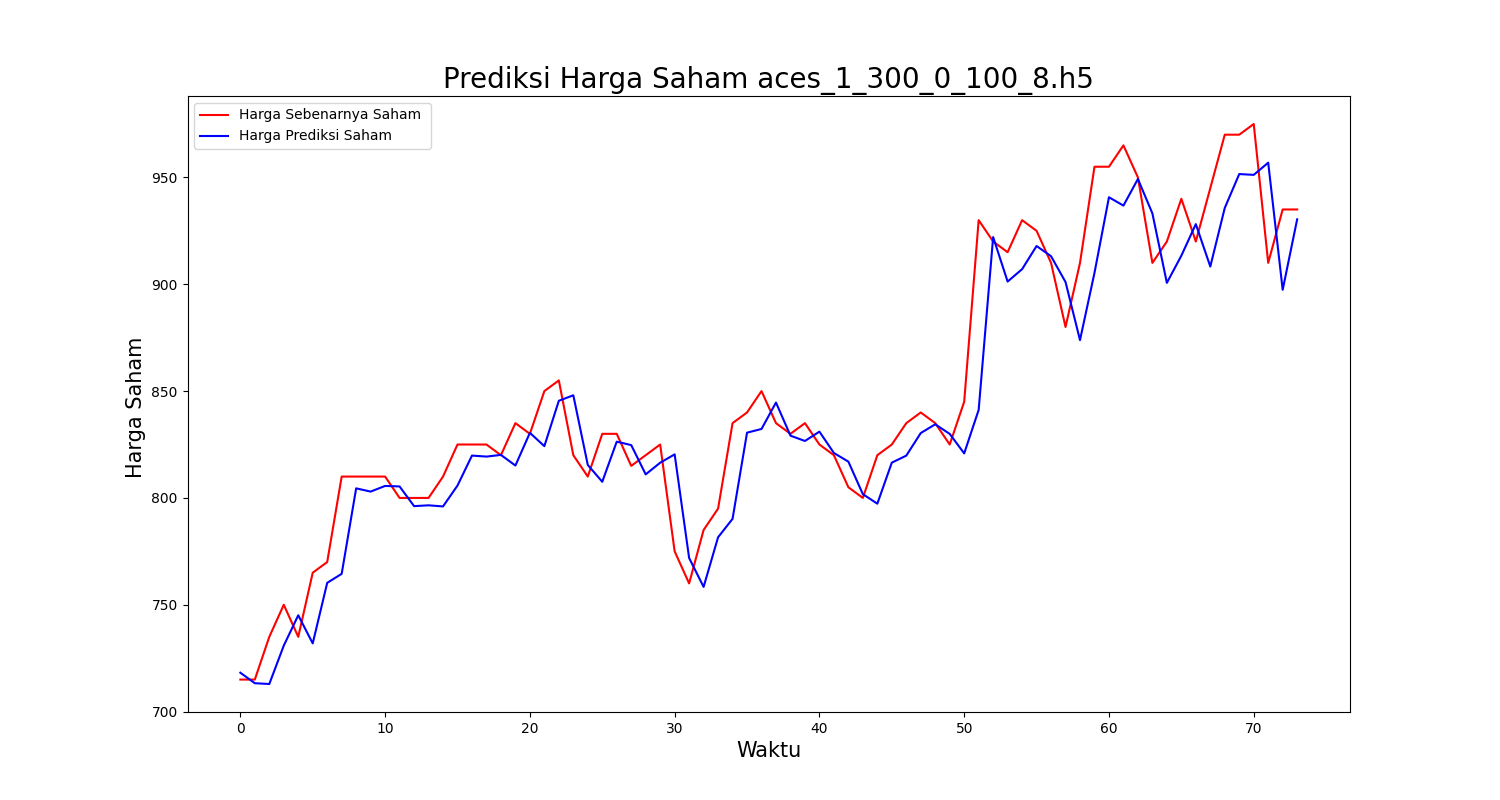 Prediksi Harga Saham aces_1_300_0_100_8.h5
Harga Sebenarnya Saham
Harga Prediksi Saham
Harga Saham
950
900
850
800
750
700
0 10 20 30 40 50 60 70
Waktu